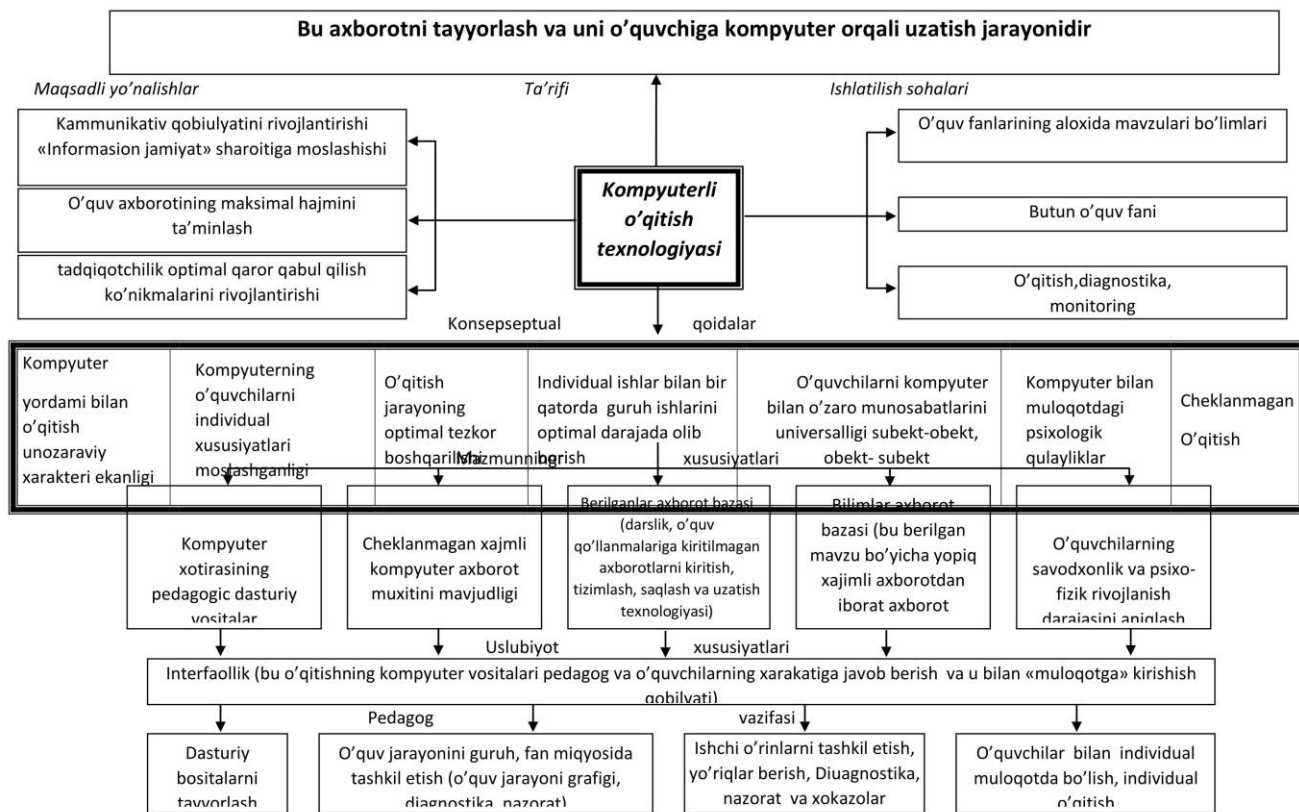 Bu axborotni tayyorlash va uni o’quvchiga kompyuter orqali uzatish jarayonidir
Maqsadli yo’nalishlar
Ta’rifi
Ishlatilish sohalari
Kammunikativ qobiulyatini rivojlantirishi
«Informasion jamiyat» sharoitiga moslashishi
O’quv axborotining maksimal hajmini
ta’minlash
tadqiqotchilik optimal qaror qabul qilish
ko’nikmalarini rivojlantirishi
Kompyuterli
o’qitish
texnologiyasi
O’quv fanlarining aloxida mavzulari bo’limlari
Butun o’quv fani
O’qitish,diagnostika,
monitoring
Konsepseptual qoidalar
Kompyuter
yordami bilan
o’qitish
unozaraviy
xarakteri ekanligi
Kompyuterning
o’quvchilarni
individual
xususiyatlari
moslashganligi
O’qitish
jarayoning
optimal tezkor
boshqarilishi
Individual ishlar bilan bir
qatorda guruh ishlarini
optimal darajada olib
borish
O’quvchilarni kompyuter
bilan o’zaro munosabatlarini
universalligi subekt-obekt,
obekt- subekt
Kompyuter bilan
muloqotdagi
psixologik
qulayliklar
Cheklanmagan
O’qitish
Mazmunning xususiyatlari
Kompyuter
xotirasining
pedagogic dasturiy
vositalar
Cheklanmagan xajmli
kompyuter axborot
muxitini mavjudligi
Berilganlar axborot bazasi
(darslik, o’quv
qo’llanmalariga kiritilmagan
axborotlarni kiritish,
tizimlash, saqlash va uzatish
texnologiyasi)
Bilimlar axborot
bazasi (bu berilgan
mavzu bo’yicha yopiq
xajimli axborotdan
iborat axborot
O’quvchilarning
savodxonlik va psixo-
fizik rivojlanish
darajasini aniqlash
Uslubiyot xususiyatlari
Interfaollik (bu o’qitishning kompyuter vositalari pedagog va o’quvchilarning xarakatiga javob berish va u bilan «muloqotga» kirishish
qobilyati)
Pedagog vazifasi
Dasturiy
bositalarni
tayyorlash
O’quv jarayonini guruh, fan miqyosida
tashkil etish (o’quv jarayoni grafigi,
diagnostika, nazorat)
Ishchi o’rinlarni tashkil etish,
yo’riqlar berish, Diuagnostika,
nazorat va xokazolar
O’quvchilar bilan individual
muloqotda bo’lish, individual
o’qitish